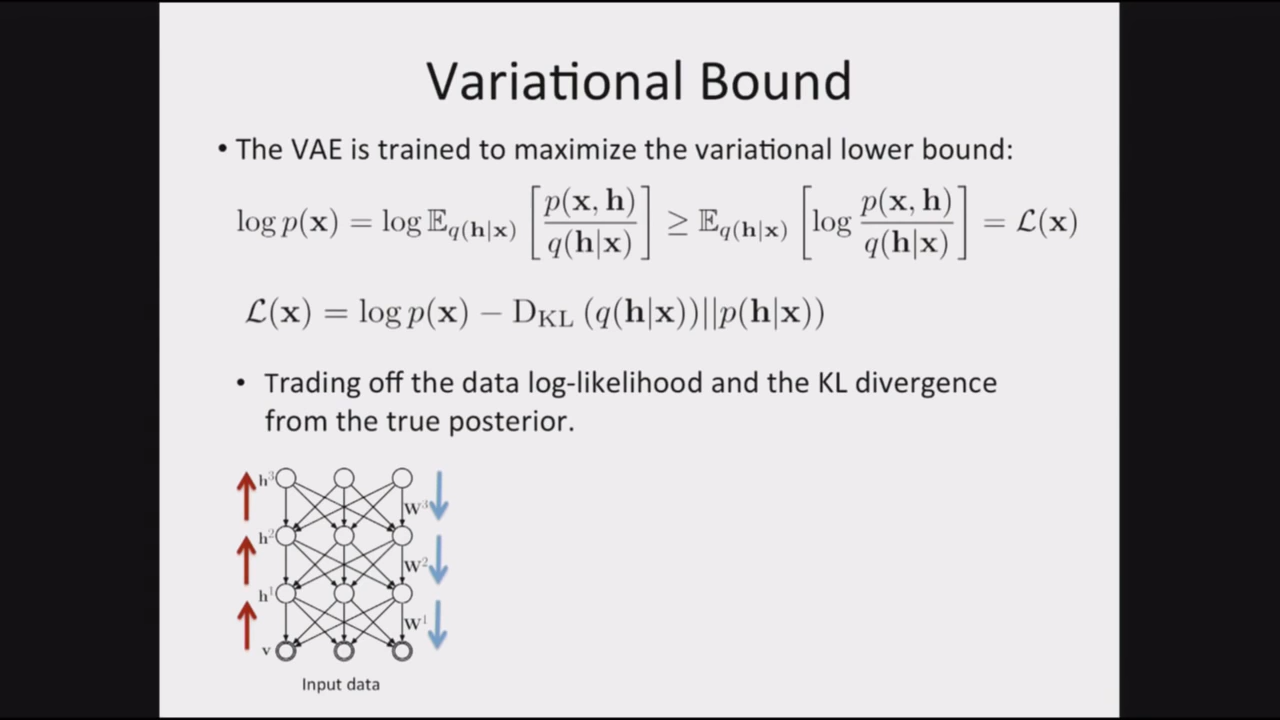 Variational Bound
• The VAE is trained to maximize the variational lower bound:
log p(x) = log 𝔼_{q(h|x)} [ p(x, h) / q(h|x) ] ≥ 𝔼_{q(h|x)} [ log p(x, h) / q(h|x) ] = ℒ(x)
ℒ(x) = log p(x) − D_KL (q(h|x))||p(h|x))
• Trading off the data log-likelihood and the KL divergence
from the true posterior.
h³
W³
h²
W²
h¹
W¹
v
Input data